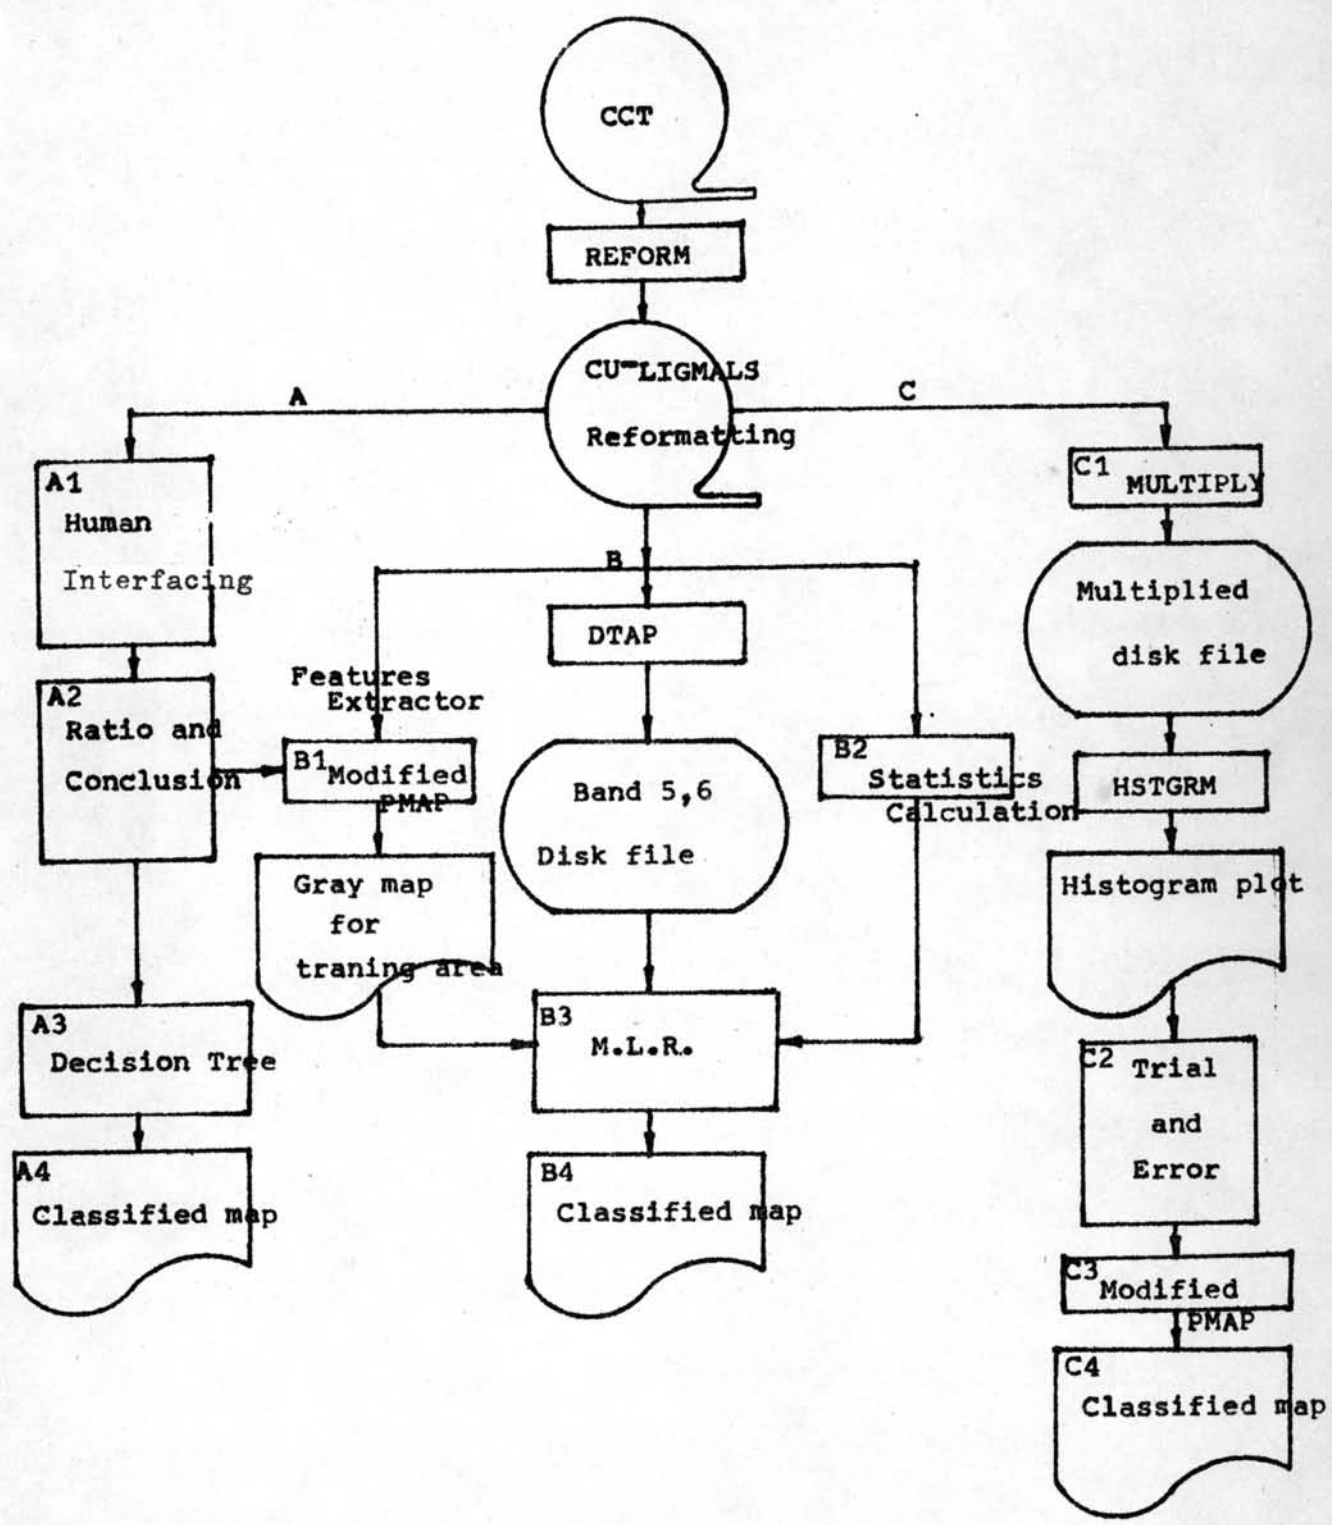 CCT
REFORM
CU-LIGMALS
Reformatting
A
C
B
A1
Human
Interfacing
A2
Ratio and
Conclusion
A3
Decision Tree
A4
Classified map
Features
Extractor
B1
Modified
PMAP
Gray map
for
traning area
DTAP
Band 5,6
Disk file
B2
Statistics
Calculation
B3
M.L.R.
B4
Classified map
C1
MULTIPLY
Multiplied
disk file
HSTGRM
Histogram plot
C2
Trial
and
Error
C3
Modified
PMAP
C4
Classified map